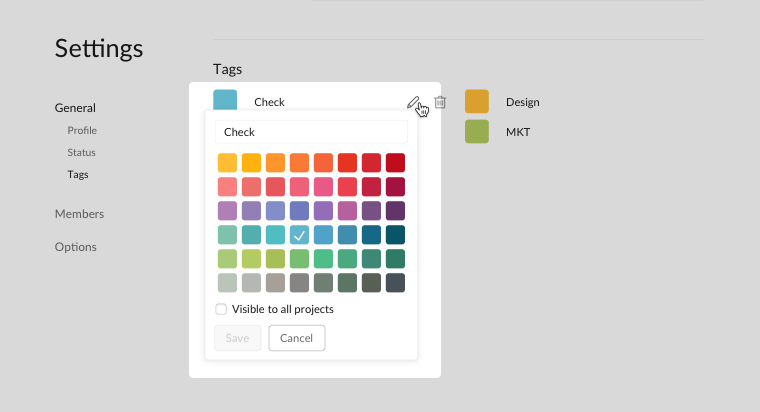 Settings
General
Profile
Status
Tags
Members
Options
Tags
Check
Check
Visible to all projects
Save
Cancel
Design
MKT